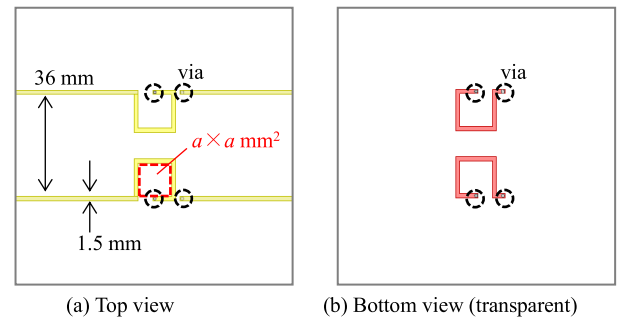 via
36 mm
a×a mm²
1.5 mm
(a) Top view
via
(b) Bottom view (transparent)